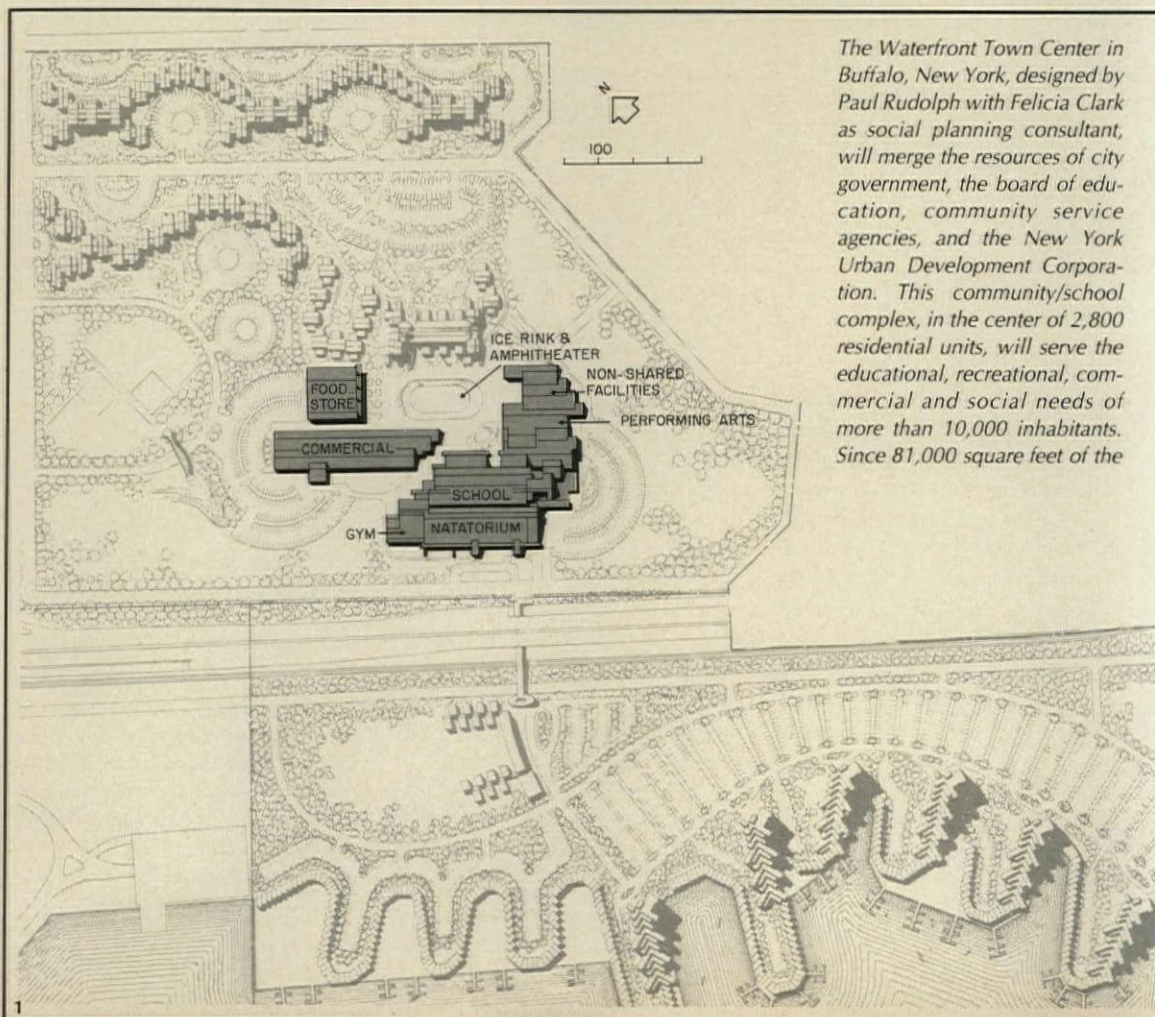 The Waterfront Town Center in
Buffalo, New York, designed by
Paul Rudolph with Felicia Clark
as social planning consultant,
will merge the resources of city
government, the board of edu-
cation, community service
agencies, and the New York
Urban Development Corpora-
tion. This community/school
complex, in the center of 2,800
residential units, will serve the
educational, recreational, com-
mercial and social needs of
more than 10,000 inhabitants.
Since 81,000 square feet of the
N
100
ICE RINK &
AMPHITHEATER
NON-SHARED
FACILITIES
FOOD
STORE
PERFORMING ARTS
COMMERCIAL
SCHOOL
GYM
NATATORIUM
1